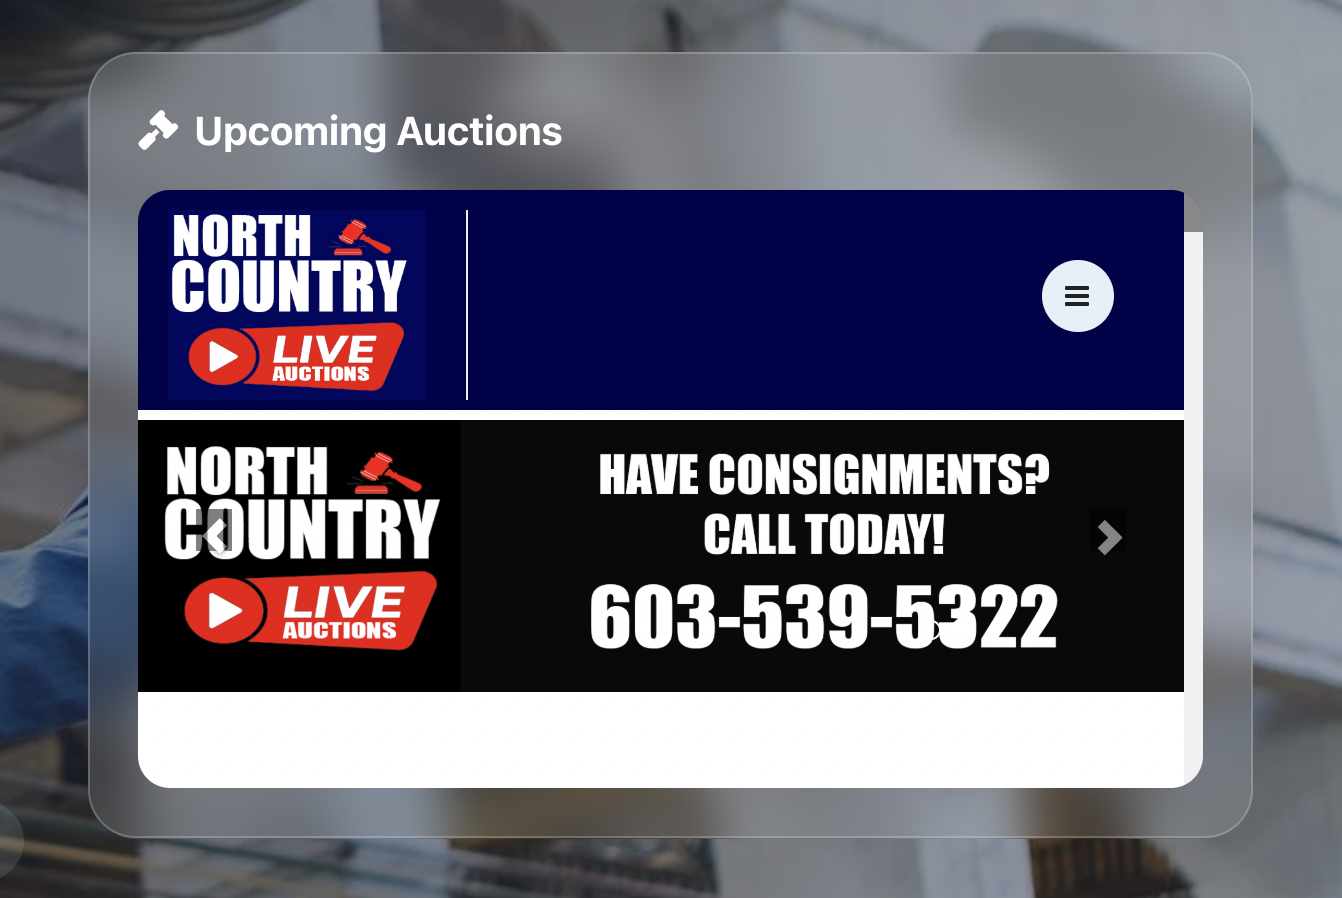 Upcoming Auctions
NORTH
COUNTRY
LIVE
AUCTIONS
NORTH
COUNTRY
LIVE
AUCTIONS
HAVE CONSIGNMENTS?
CALL TODAY!
603-539-5322